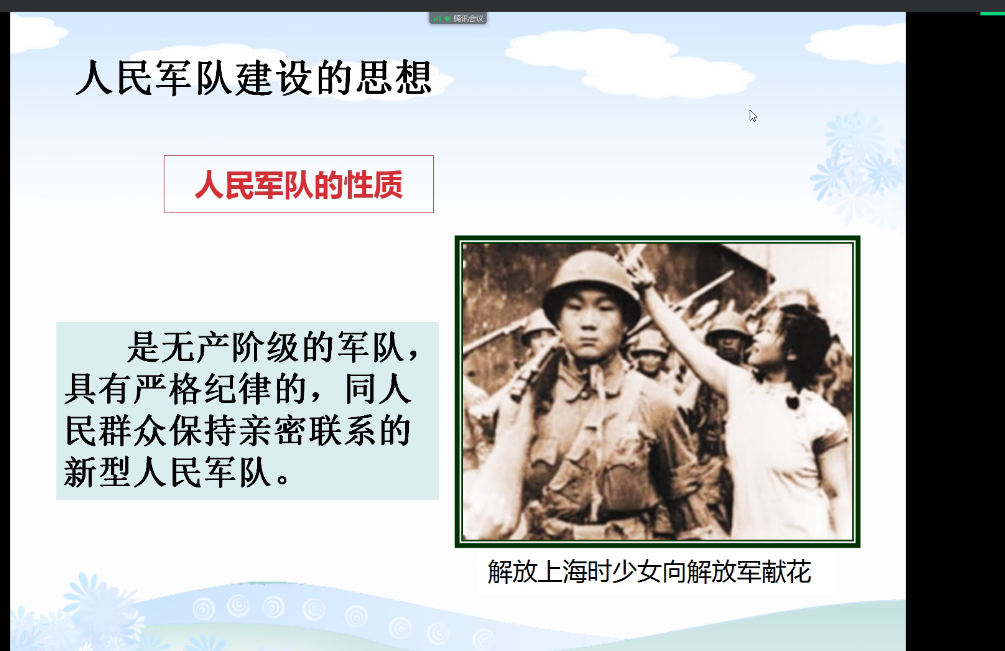 腾讯会议
人民军队建设的思想
人民军队的性质
是无产阶级的军队，
具有严格纪律的，同人
民群众保持亲密联系的
新型人民军队。
解放上海时少女向解放军献花